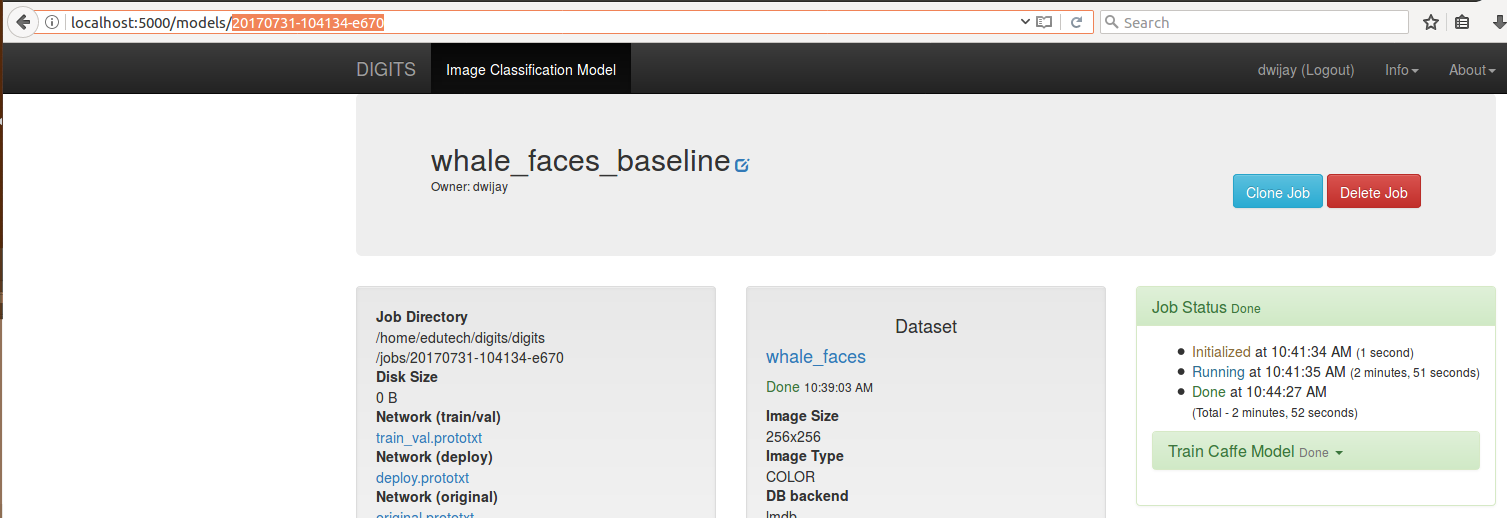 localhost:5000/models/20170731-104134-e670
Search
DIGITS
Image Classification Model
dwijay (Logout)
Info
About
whale_faces_baseline
Owner: dwijay
Clone Job
Delete Job
Job Directory
/home/edutech/digits/digits
/jobs/20170731-104134-e670
Disk Size
0 B
Network (train/val)
train_val.prototxt
Network (deploy)
deploy.prototxt
Network (original)
original.prototxt
Dataset
whale_faces
Done 10:39:03 AM
Image Size
256x256
Image Type
COLOR
DB backend
lmdb
Job Status Done
Initialized at 10:41:34 AM (1 second)
Running at 10:41:35 AM (2 minutes, 51 seconds)
Done at 10:44:27 AM
(Total - 2 minutes, 52 seconds)
Train Caffe Model Done